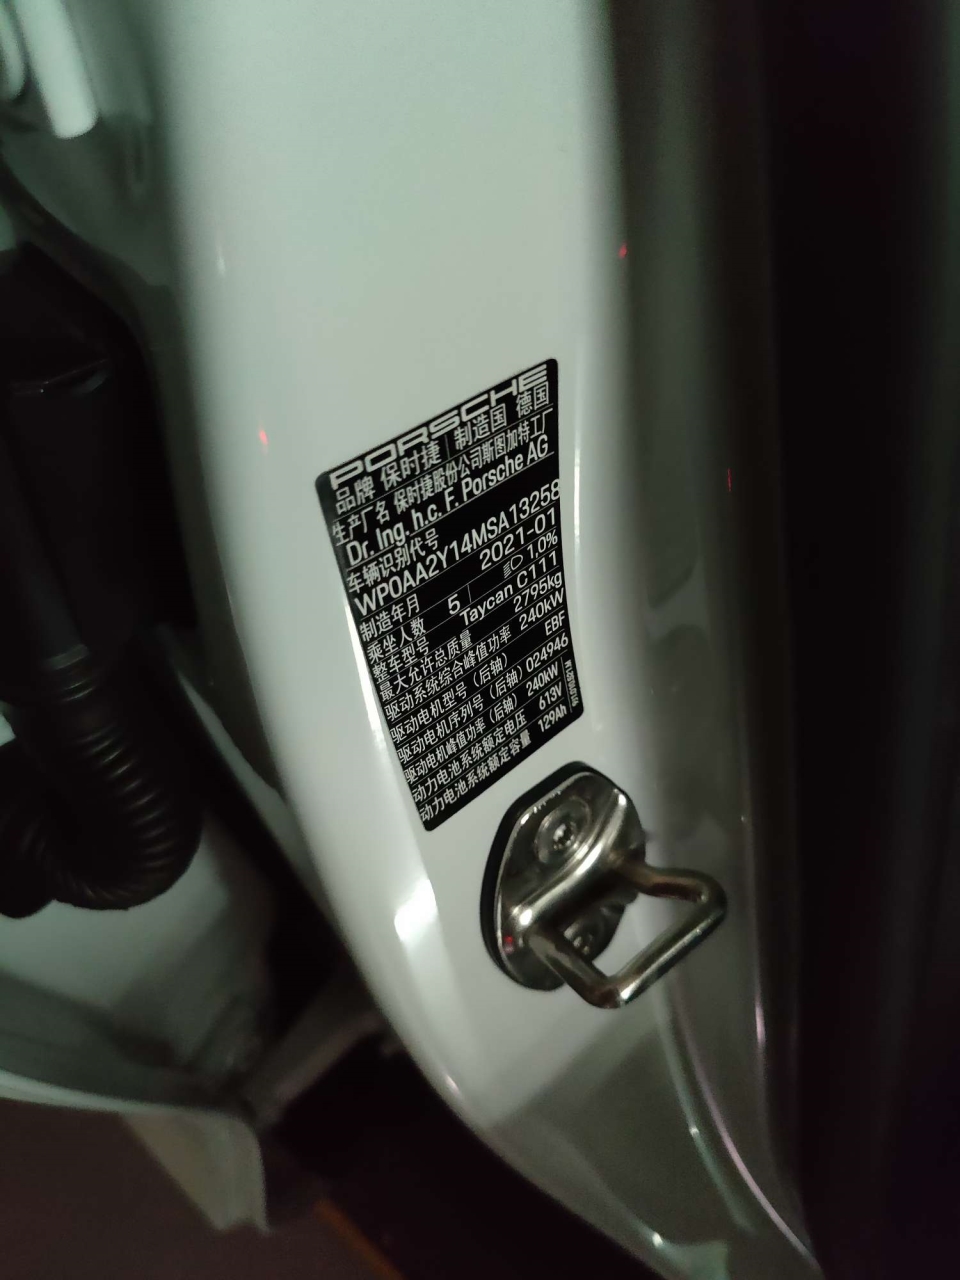 PORSCHE
品牌 保时捷 制造国 德国
生产厂名 保时捷股份公司斯图加特工厂
Dr. Ing. h.c. F. Porsche AG
车辆识别代号
WP0AA2Y14MSA13258
制造年月 2021-01
乘坐人数 5 1,0%
整车型号 Taycan C111
最大允许总质量 2795kg
驱动系统综合峰值功率 240kW
驱动电机型号（后轴） EBF
驱动电机序列号（后轴） 024946
驱动电机峰值功率（后轴） 240kW
动力电池系统额定电压 613V
动力电池系统额定容量 129Ah